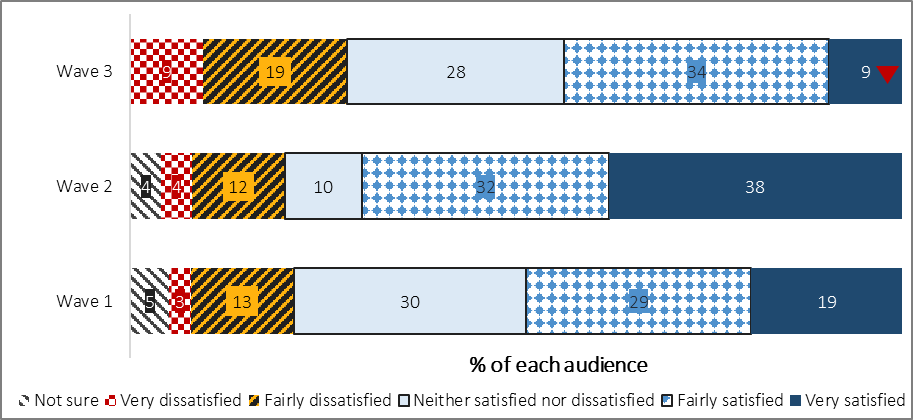 Wave 3 9 19 28 34 9
Wave 2 4 4 12 10 32 38
Wave 1 5 3 13 30 29 19
% of each audience
Not sure Very dissatisfied Fairly dissatisfied Neither satisfied nor dissatisfied Fairly satisfied Very satisfied